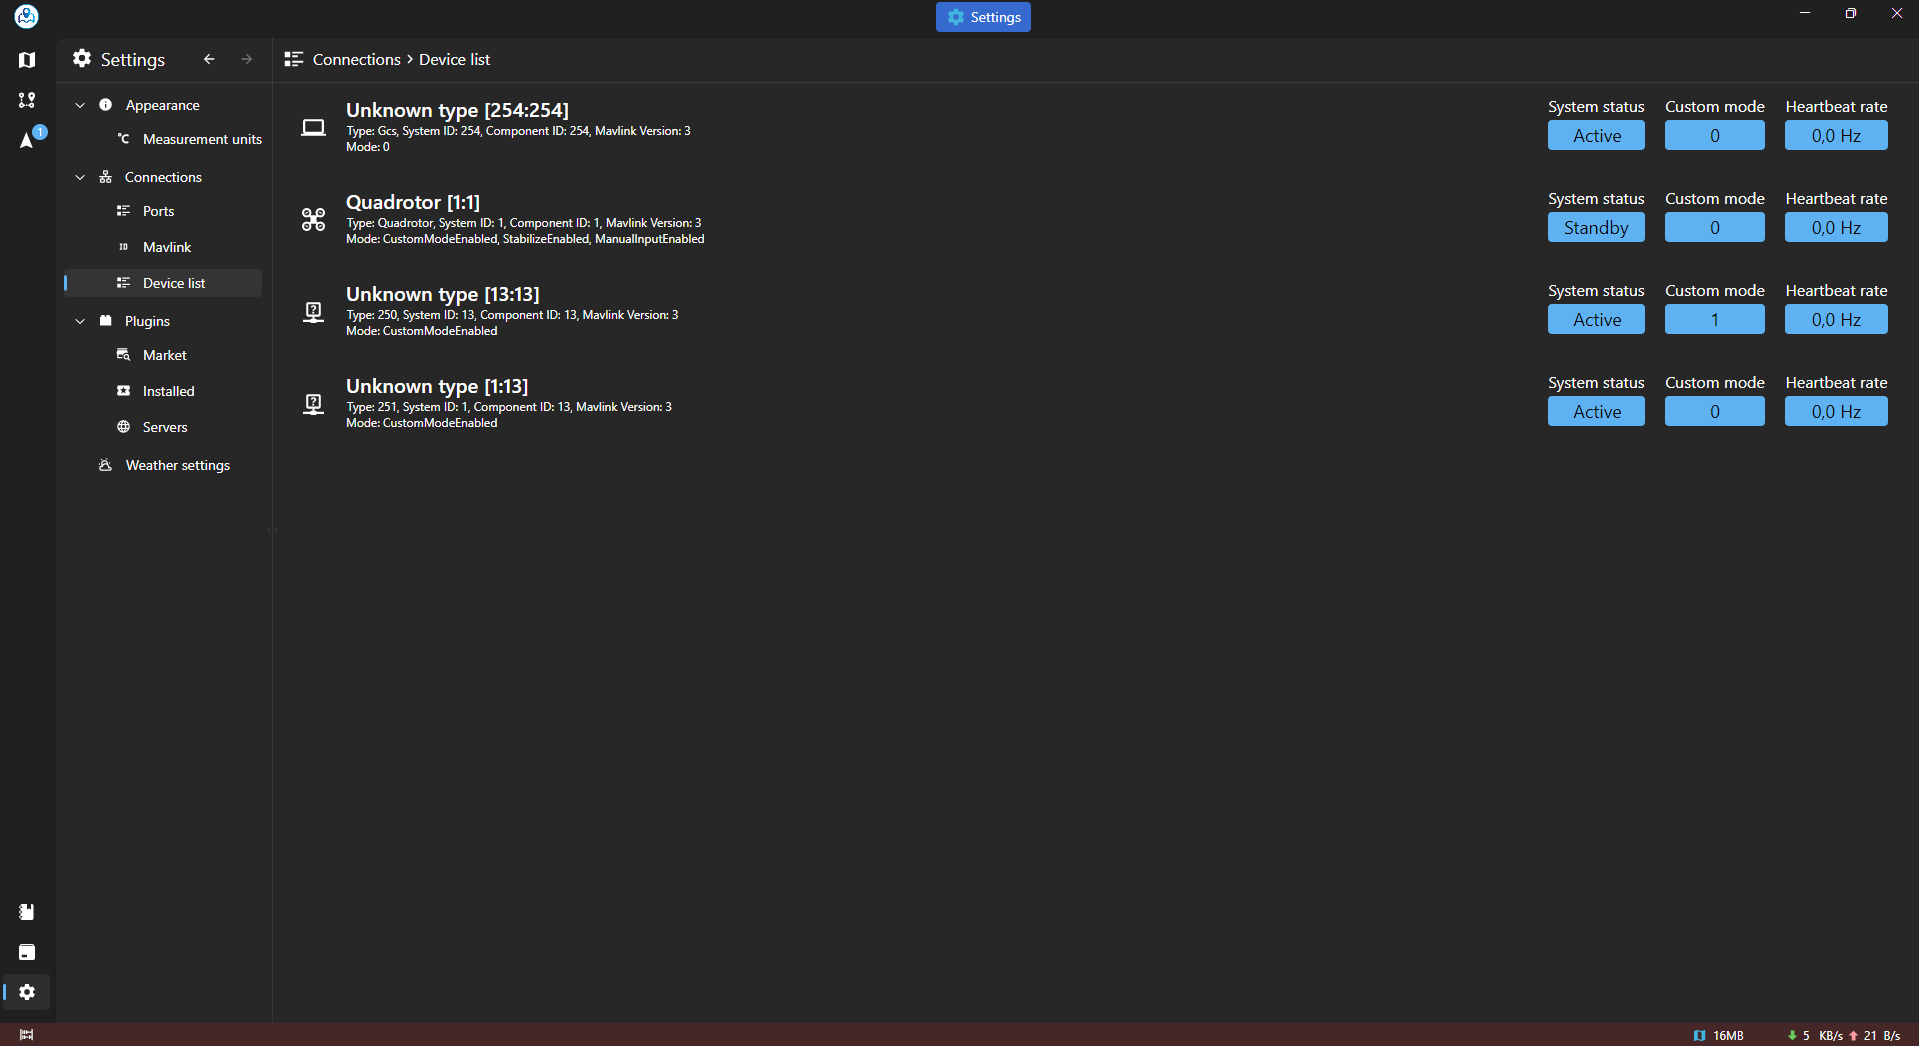 Settings
1
Settings
Appearance
°C Measurement units
Connections
Ports
ID Mavlink
Device list
Plugins
Market
Installed
Servers
Weather settings
Connections > Device list
Unknown type [254:254]
Type: Gcs, System ID: 254, Component ID: 254, Mavlink Version: 3
Mode: 0
System status Custom mode Heartbeat rate
Active 0 0,0 Hz
Quadrotor [1:1]
Type: Quadrotor, System ID: 1, Component ID: 1, Mavlink Version: 3
Mode: CustomModeEnabled, StabilizeEnabled, ManualInputEnabled
System status Custom mode Heartbeat rate
Standby 0 0,0 Hz
Unknown type [13:13]
Type: 250, System ID: 13, Component ID: 13, Mavlink Version: 3
Mode: CustomModeEnabled
System status Custom mode Heartbeat rate
Active 1 0,0 Hz
Unknown type [1:13]
Type: 251, System ID: 1, Component ID: 13, Mavlink Version: 3
Mode: CustomModeEnabled
System status Custom mode Heartbeat rate
Active 0 0,0 Hz
16MB 5 KB/s 21 B/s